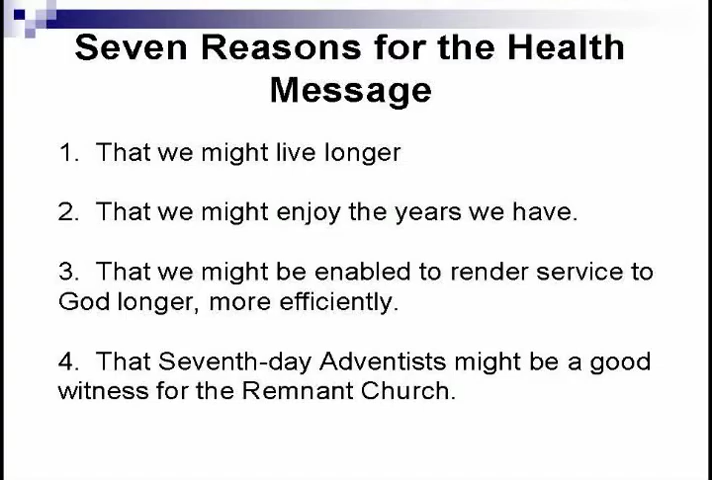 Seven Reasons for the Health
Message
1. That we might live longer
2. That we might enjoy the years we have.
3. That we might be enabled to render service to
God longer, more efficiently.
4. That Seventh-day Adventists might be a good
witness for the Remnant Church.